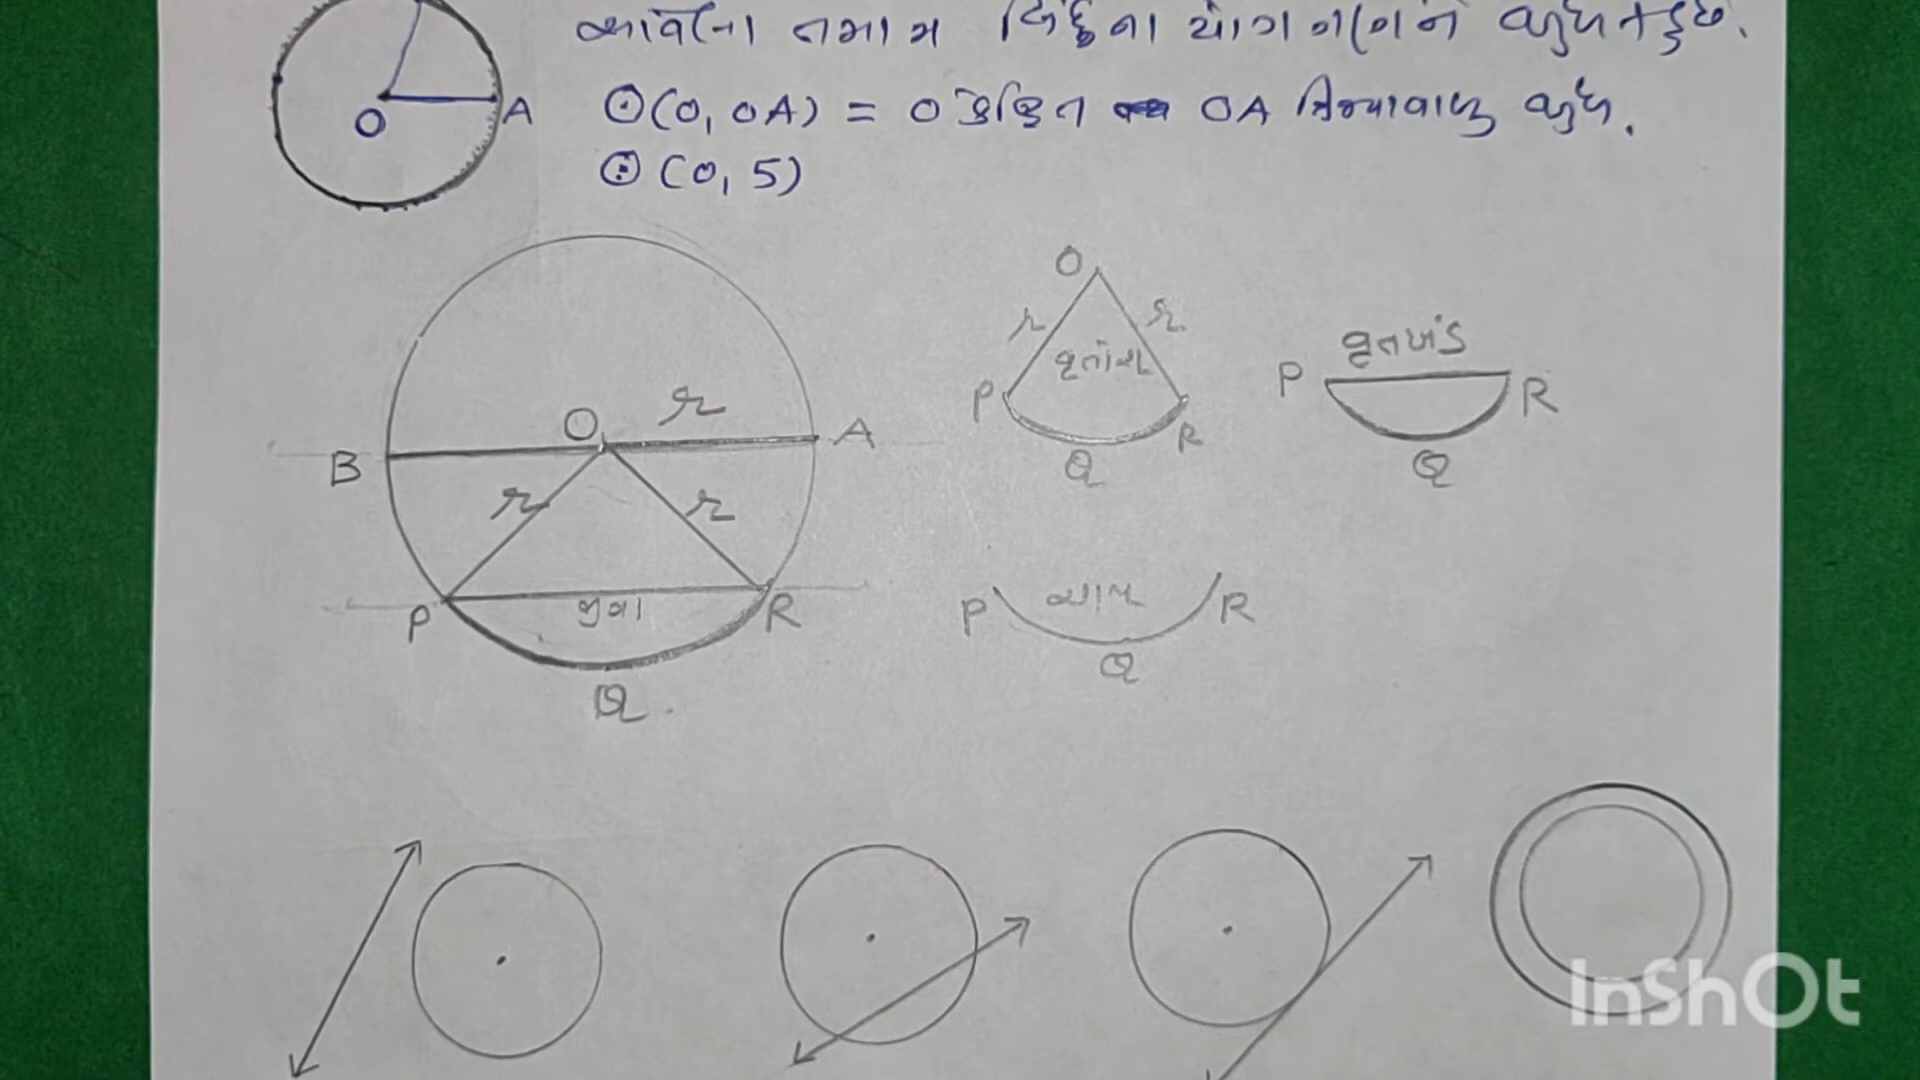 આવેલા તમામ બિંદુના યોગ ગણને વર્તુળ કહે છે.
O A
⊙(O, OA) = O કેન્દ્રિત OA ત્રિજ્યાવાળુ વર્તુળ.
⊙(O, 5)
O
r r
વૃતાંશ
P R
Q
વૃતખંડ
P R
Q
O r
B A
r r
P જીવા R
Q
P ચાપ R
Q
InShOt